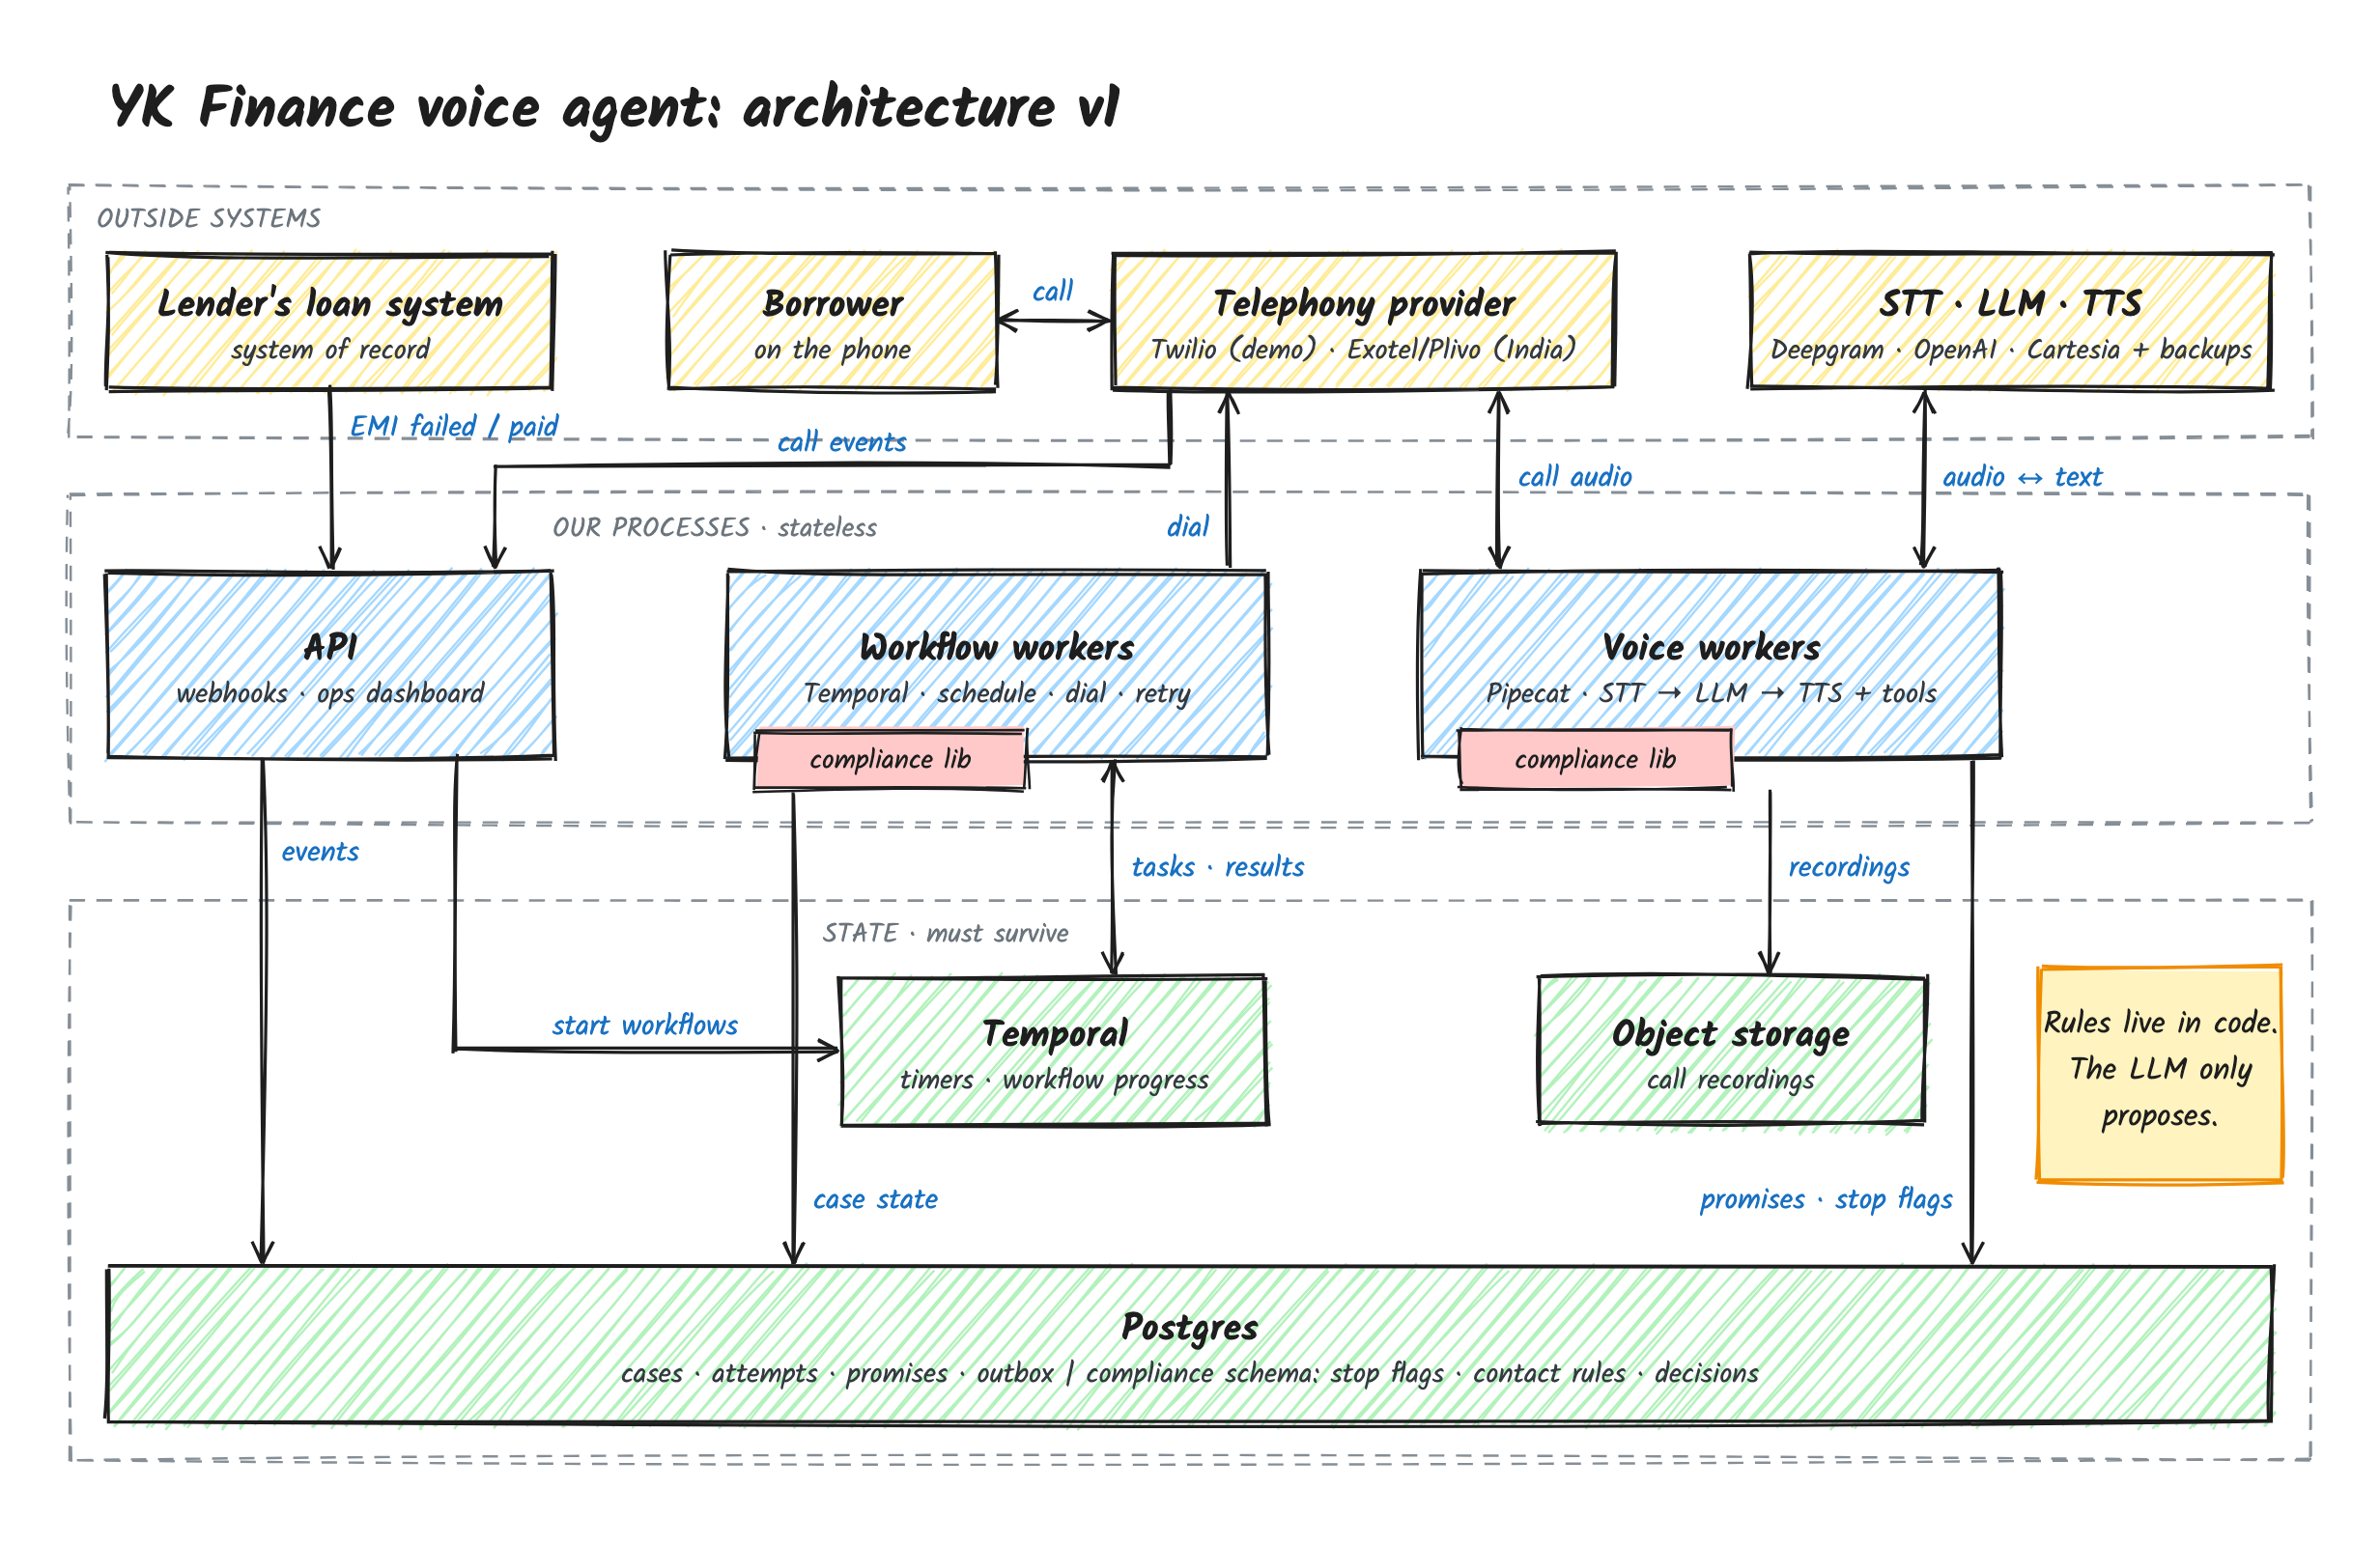 YK Finance voice agent: architecture v1
OUTSIDE SYSTEMS
Lender's loan system
system of record
Borrower
on the phone
call
Telephony provider
Twilio (demo) · Exotel/Plivo (India)
STT · LLM · TTS
Deepgram · OpenAI · Cartesia + backups
EMI failed / paid
call events
call audio
audio ↔ text
OUR PROCESSES · stateless
dial
API
webhooks · ops dashboard
Workflow workers
Temporal · schedule · dial · retry
compliance lib
Voice workers
Pipecat · STT → LLM → TTS + tools
compliance lib
events
tasks · results
recordings
STATE · must survive
start workflows
Temporal
timers · workflow progress
Object storage
call recordings
Rules live in code.
The LLM only
proposes.
case state
promises · stop flags
Postgres
cases · attempts · promises · outbox | compliance schema: stop flags · contact rules · decisions